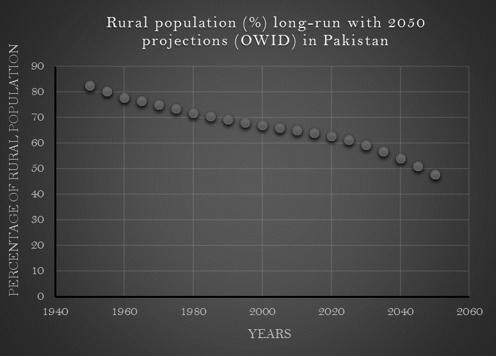 Rural population (%) long-run with 2050
projections (OWID) in Pakistan
PERCENTAGE OF RURAL POPULATION
90
80
70
60
50
40
30
20
10
0
1940 1960 1980 2000 2020 2040 2060
YEARS